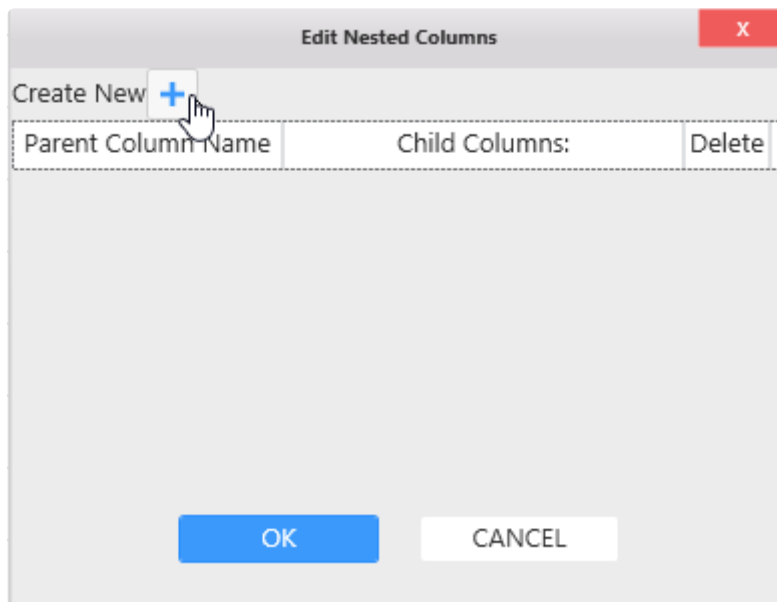 Edit Nested Columns
X
Create New +
Parent Column Name Child Columns: Delete
OK CANCEL